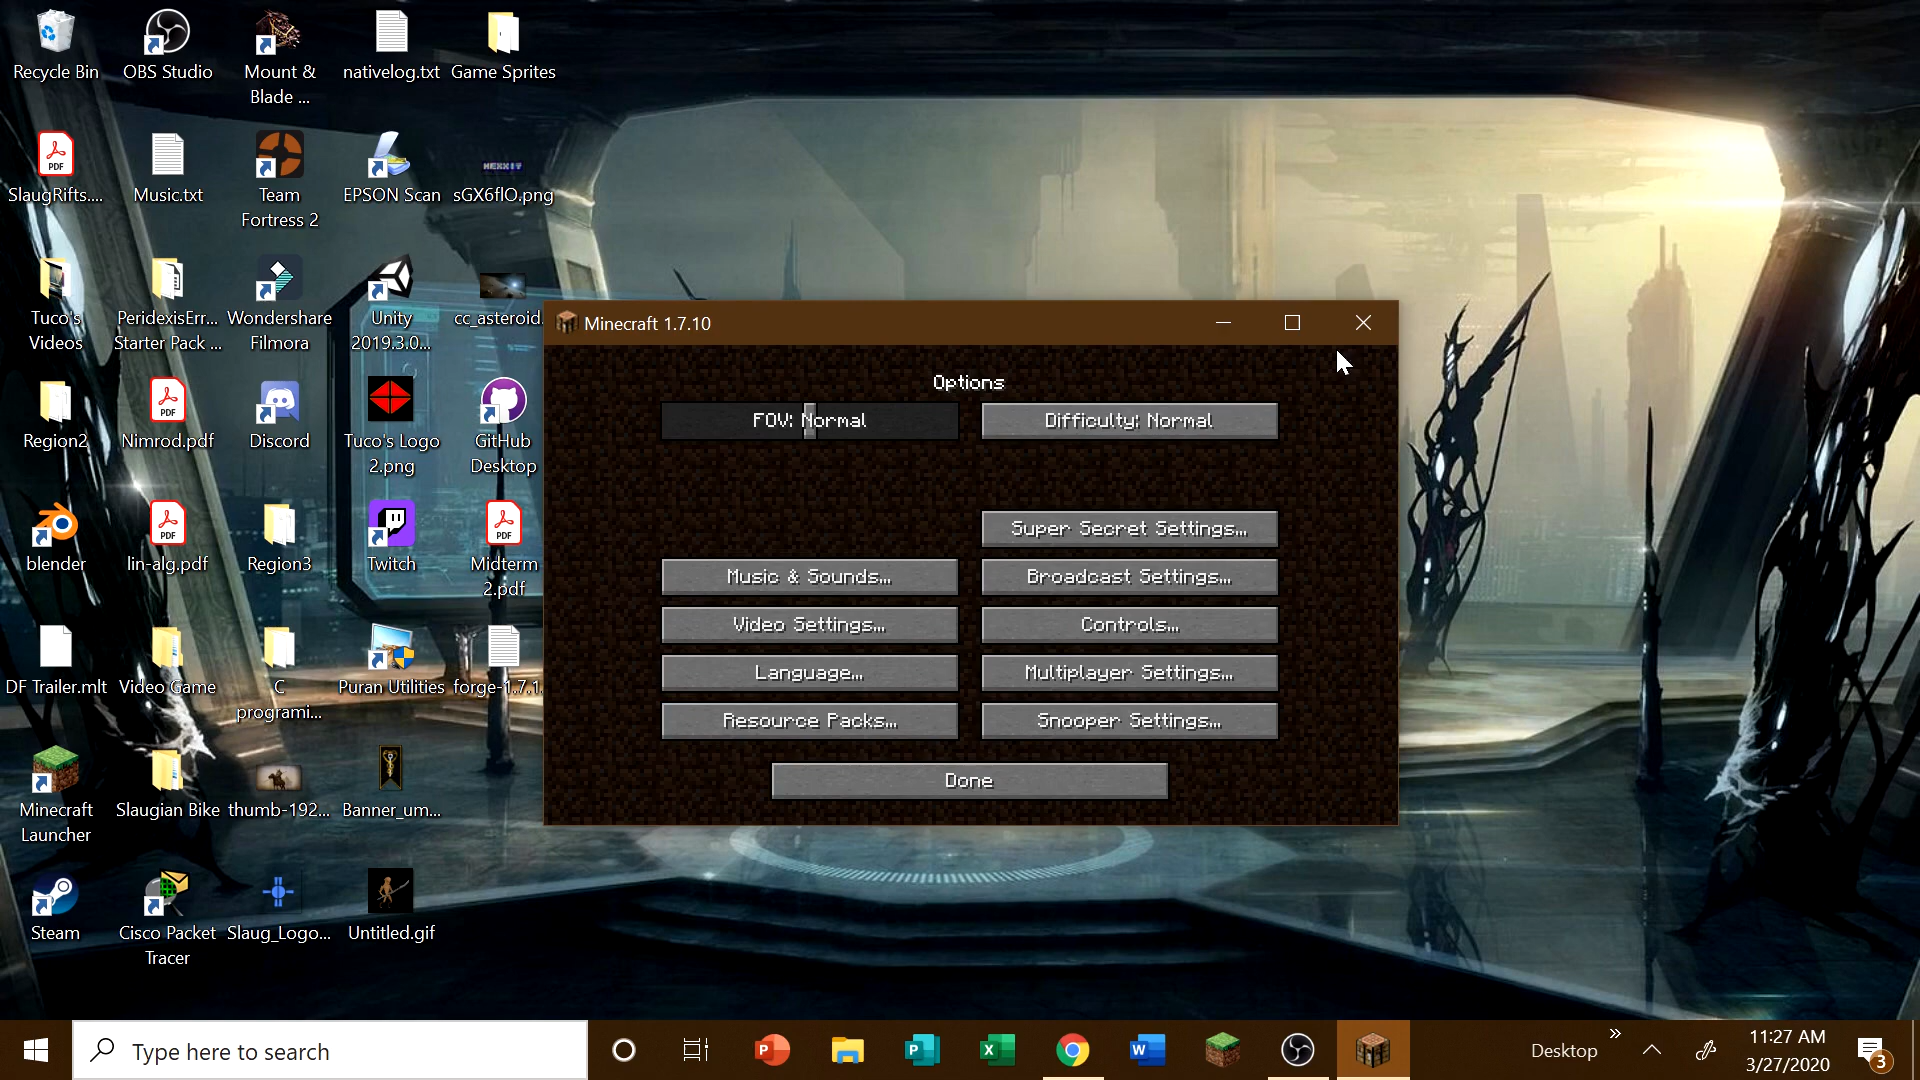 Recycle Bin
OBS Studio
Mount &
Blade ...
nativelog.txt
Game Sprites
SlaugRifts....
Music.txt
Team
Fortress 2
EPSON Scan
HEXXIT
sGX6flO.png
Tuco's
Videos
PeridexisErr...
Starter Pack ...
Wondershare
Filmora
Unity
2019.3.0...
cc_asteroid.
Region2
Nimrod.pdf
Discord
Tuco's Logo
2.png
GitHub
Desktop
blender
lin-alg.pdf
Region3
Twitch
Midterm
2.pdf
DF Trailer.mlt
Video Game
C
programi...
Puran Utilities
forge-1.7.1.
Minecraft
Launcher
Slaugian Bike
thumb-192...
Banner_um...
Steam
Cisco Packet
Tracer
Slaug_Logo...
Untitled.gif
PDF
PDF
PDF
PDF
Minecraft 1.7.10
Options
FOV: Normal
Difficulty: Normal
Super Secret Settings...
Music & Sounds...
Broadcast Settings...
Video Settings...
Controls...
Language...
Multiplayer Settings...
Resource Packs...
Snooper Settings...
Done
Type here to search
P
P
X
W
Desktop
11:27 AM
3/27/2020
3